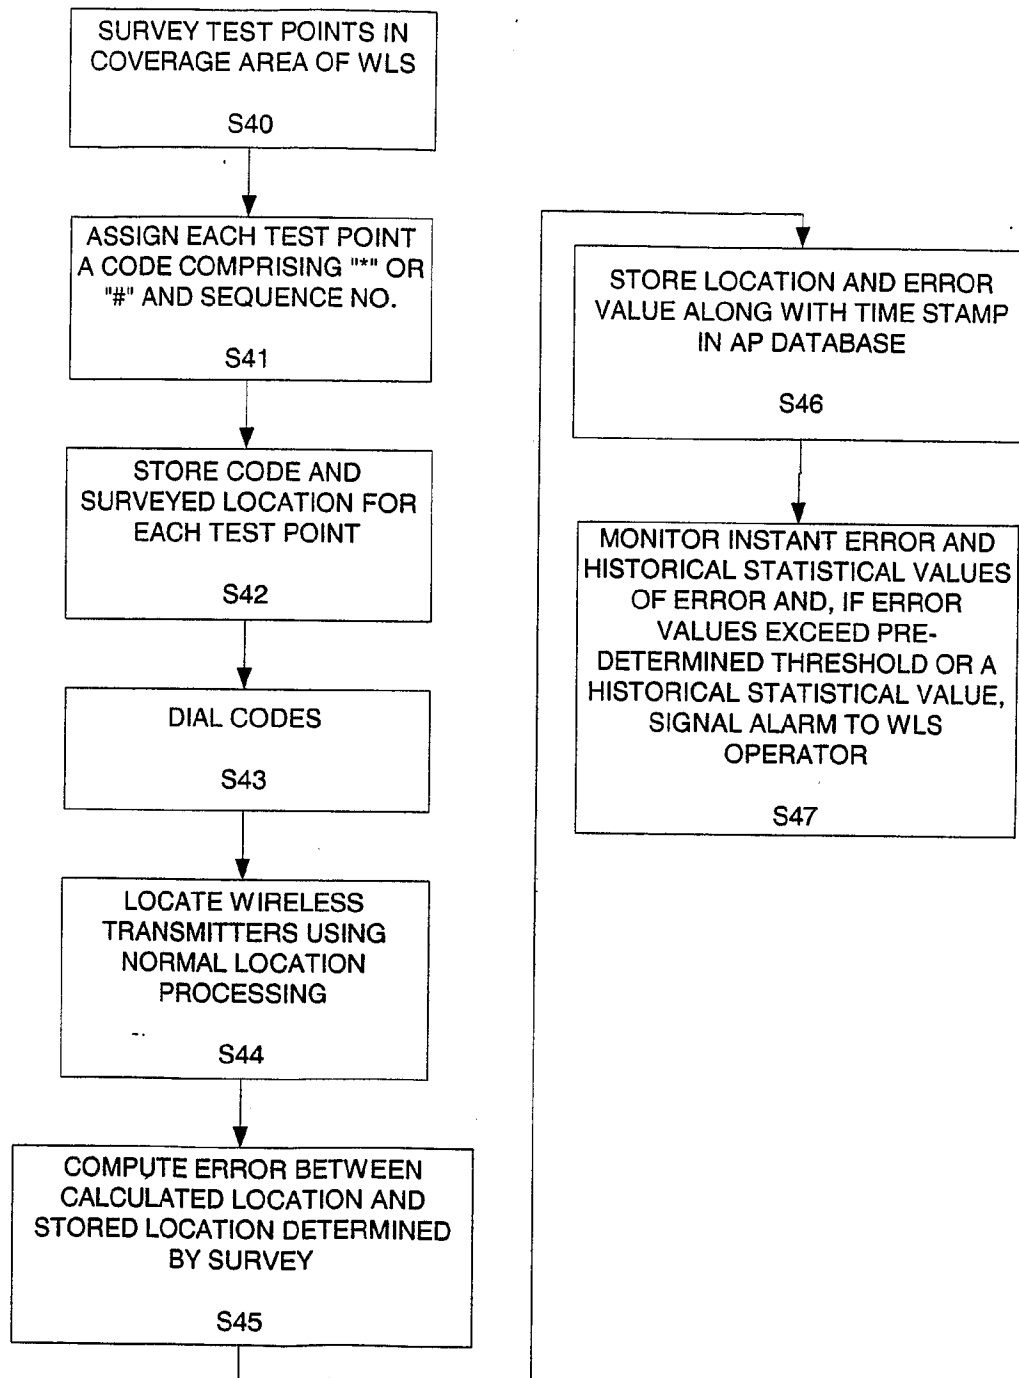 SURVEY TEST POINTS IN
COVERAGE AREA OF WLS
S40
ASSIGN EACH TEST POINT
A CODE COMPRISING "*" OR
"#" AND SEQUENCE NO.
S41
STORE CODE AND
SURVEYED LOCATION FOR
EACH TEST POINT
S42
DIAL CODES
S43
LOCATE WIRELESS
TRANSMITTERS USING
NORMAL LOCATION
PROCESSING
S44
COMPUTE ERROR BETWEEN
CALCULATED LOCATION AND
STORED LOCATION DETERMINED
BY SURVEY
S45
STORE LOCATION AND ERROR
VALUE ALONG WITH TIME STAMP
IN AP DATABASE
S46
MONITOR INSTANT ERROR AND
HISTORICAL STATISTICAL VALUES
OF ERROR AND, IF ERROR
VALUES EXCEED PRE-
DETERMINED THRESHOLD OR A
HISTORICAL STATISTICAL VALUE,
SIGNAL ALARM TO WLS
OPERATOR
S47